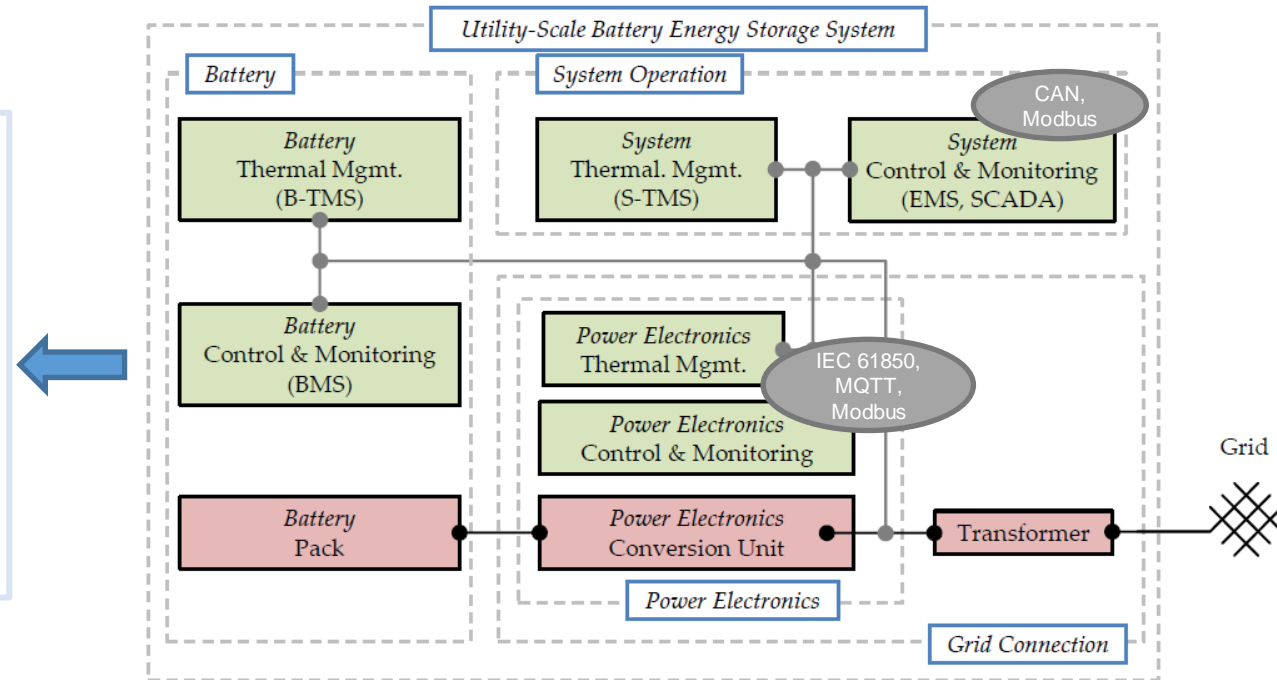 Utility-Scale Battery Energy Storage System
Battery
System Operation
CAN,
Modbus
Battery
Thermal Mgmt.
(B-TMS)
System
Thermal. Mgmt.
(S-TMS)
System
Control & Monitoring
(EMS, SCADA)
Battery
Control & Monitoring
(BMS)
Power Electronics
Thermal Mgmt.
IEC 61850,
MQTT,
Modbus
Power Electronics
Control & Monitoring
Grid
Battery
Pack
Power Electronics
Conversion Unit
Transformer
Power Electronics
Grid Connection